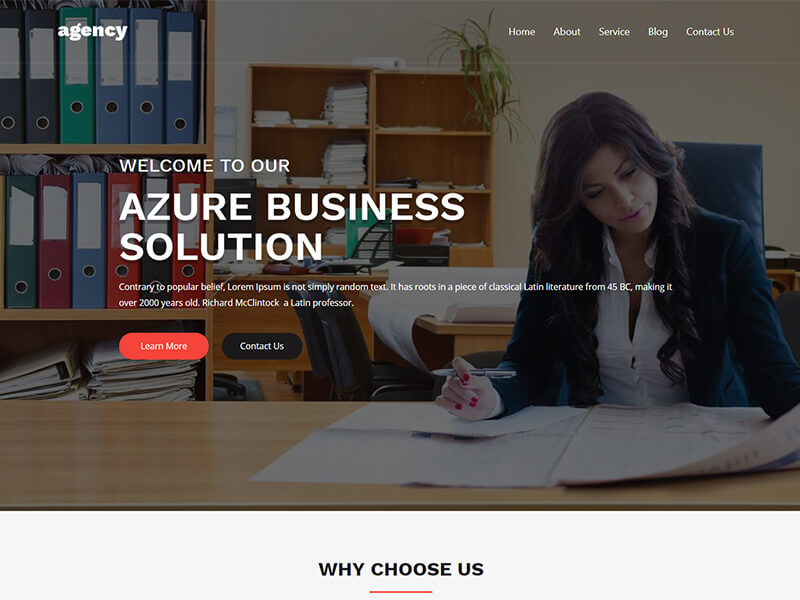 agency
Home About Service Blog Contact Us
WELCOME TO OUR
AZURE BUSINESS
SOLUTION
Contrary to popular belief, Lorem Ipsum is not simply random text. It has roots in a piece of classical Latin literature from 45 BC, making it
over 2000 years old. Richard McClintock a Latin professor.
Learn More Contact Us
WHY CHOOSE US